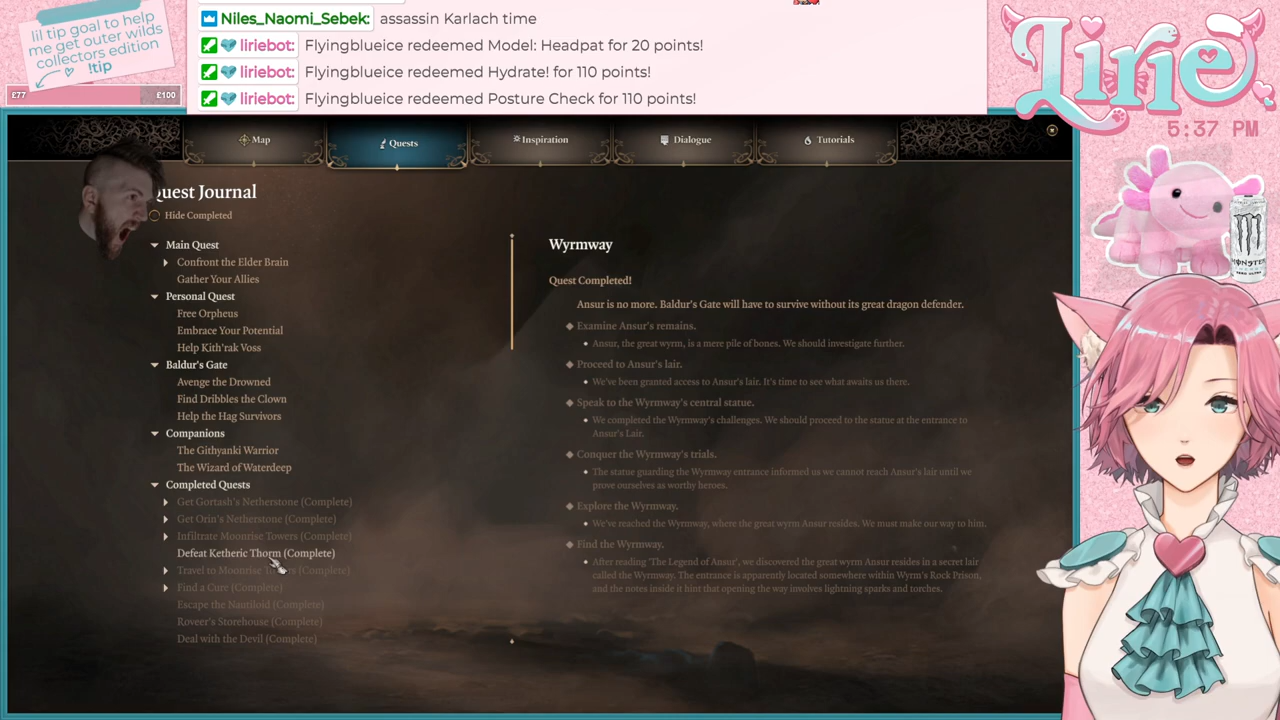 lil tip goal to help
me get outer wilds
collectors edition
!tip
£77
£100
Niles_Naomi_Sebek: assassin Karlach time
liriebot: Flyingblueice redeemed Model: Headpat for 20 points!
liriebot: Flyingblueice redeemed Hydrate! for 110 points!
liriebot: Flyingblueice redeemed Posture Check for 110 points!
Lirie
5:37 PM
MONSTER
Map
Quests
Inspiration
Dialogue
Tutorials
Quest Journal
Hide Completed
Main Quest
Confront the Elder Brain
Gather Your Allies
Personal Quest
Free Orpheus
Embrace Your Potential
Help Kith'rak Voss
Baldur's Gate
Avenge the Drowned
Find Dribbles the Clown
Help the Hag Survivors
Companions
The Githyanki Warrior
The Wizard of Waterdeep
Completed Quests
Get Gortash's Netherstone (Complete)
Get Orin's Netherstone (Complete)
Infiltrate Moonrise Towers (Complete)
Defeat Ketheric Thorm (Complete)
Travel to Moonrise Towers (Complete)
Find a Cure (Complete)
Escape the Nautiloid (Complete)
Roveer's Storehouse (Complete)
Deal with the Devil (Complete)
Wyrmway
Quest Completed!
Ansur is no more. Baldur's Gate will have to survive without its great dragon defender.
Examine Ansur's remains.
Ansur, the great wyrm, is a mere pile of bones. We should investigate further.
Proceed to Ansur's lair.
We've been granted access to Ansur's lair. It's time to see what awaits us there.
Speak to the Wyrmway's central statue.
We completed the Wyrmway's challenges. We should proceed to the statue at the entrance to
Ansur's Lair.
Conquer the Wyrmway's trials.
The statue guarding the Wyrmway entrance informed us we cannot reach Ansur's lair until we
prove ourselves as worthy heroes.
Explore the Wyrmway.
We've reached the Wyrmway, where the great wyrm Ansur resides. We must make our way to him.
Find the Wyrmway.
After reading 'The Legend of Ansur', we discovered the great wyrm Ansur resides in a secret lair
called the Wyrmway. The entrance is apparently located somewhere within Wyrm's Rock Prison,
and the notes inside it hint that opening the way involves lightning sparks and torches.